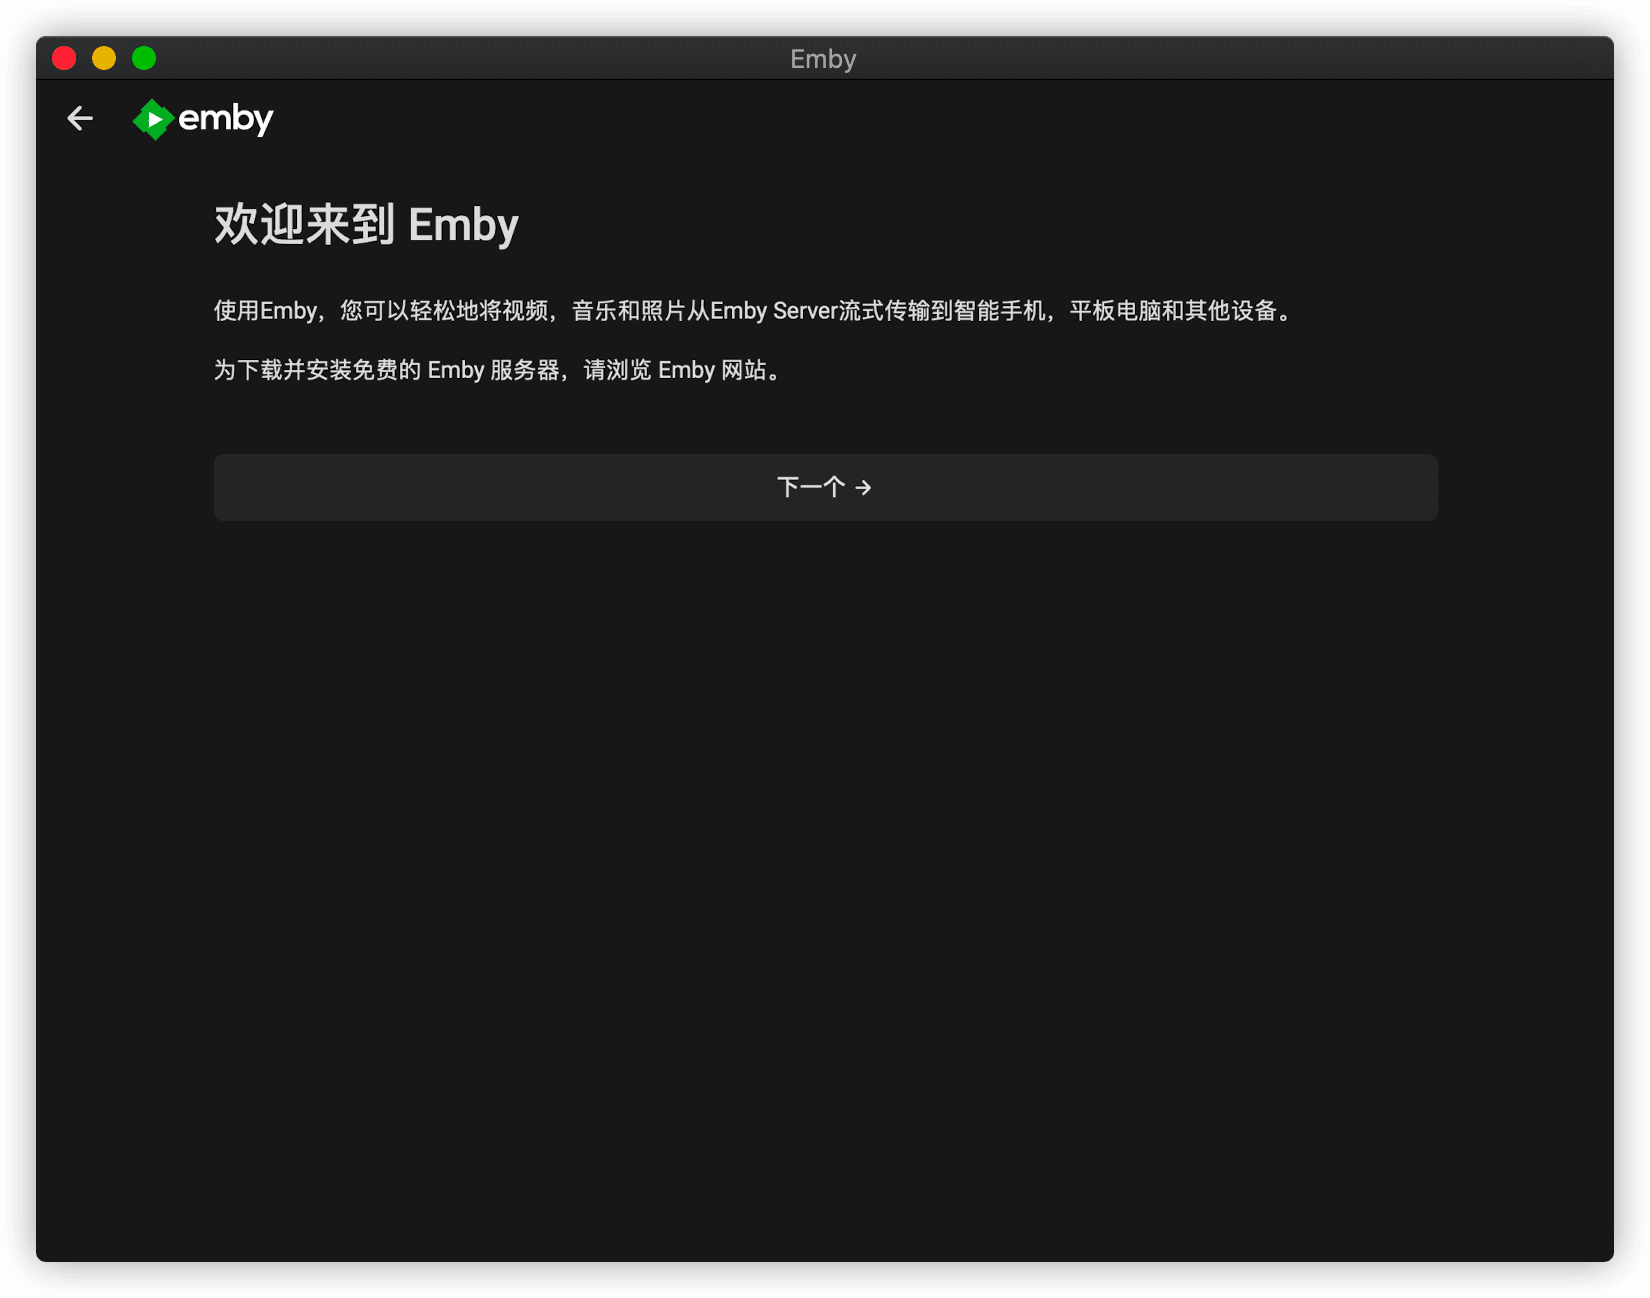 Emby
emby
欢迎来到 Emby
使用Emby，您可以轻松地将视频，音乐和照片从Emby Server流式传输到智能手机，平板电脑和其他设备。
为下载并安装免费的 Emby 服务器，请浏览 Emby 网站。
下一个 →